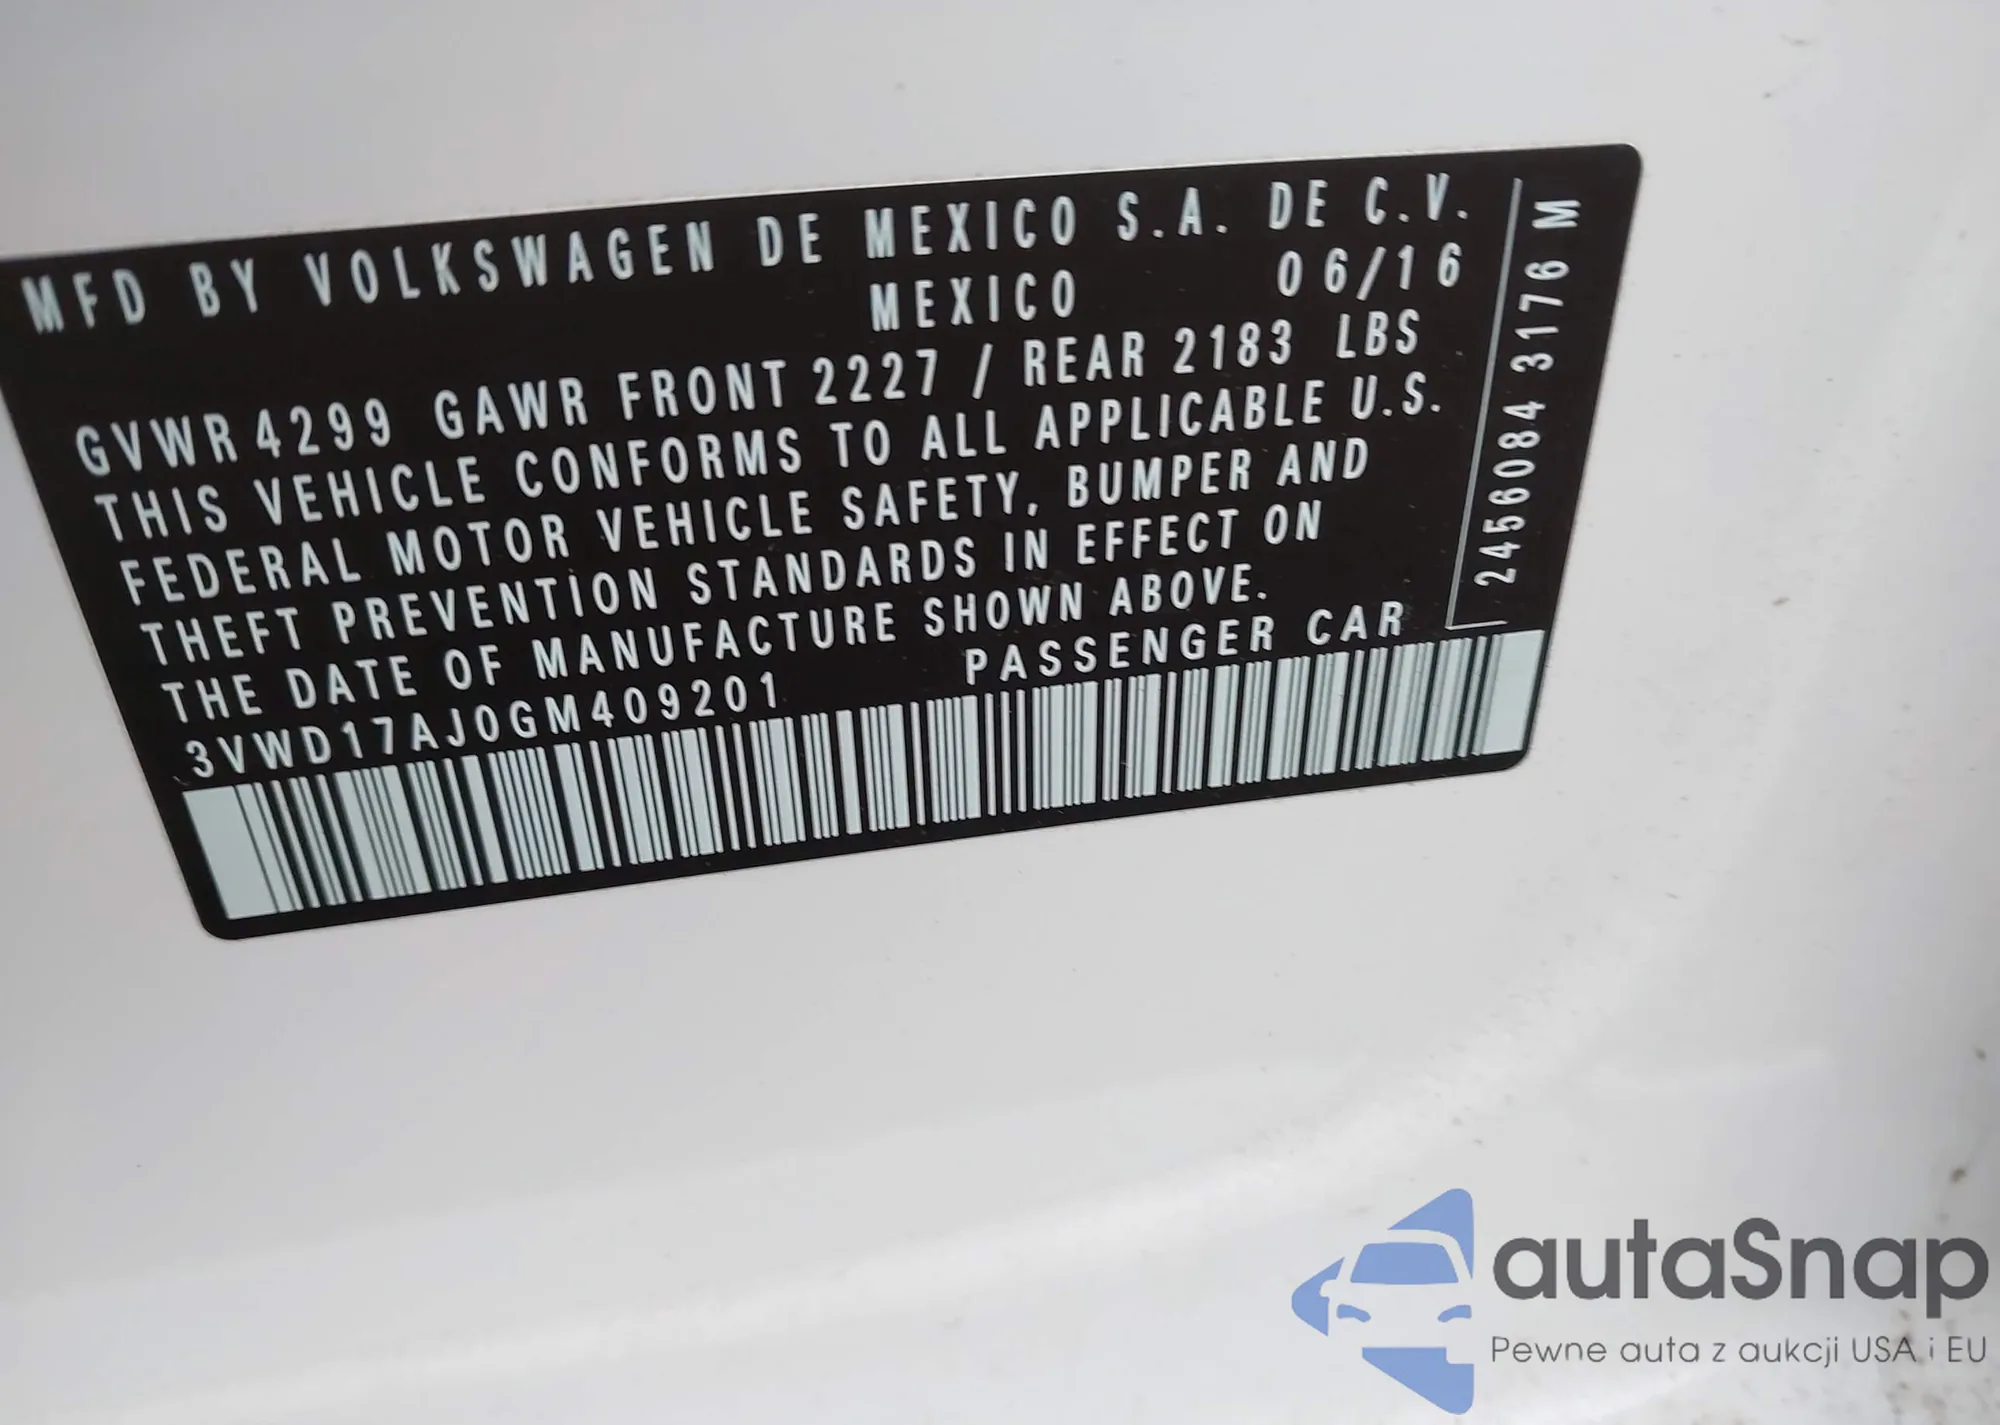 MFD BY VOLKSWAGEN DE MEXICO S.A. DE C.V.
MEXICO 06/16
GVWR 4299 GAWR FRONT 2227 / REAR 2183 LBS
THIS VEHICLE CONFORMS TO ALL APPLICABLE U.S.
FEDERAL MOTOR VEHICLE SAFETY, BUMPER AND
THEFT PREVENTION STANDARDS IN EFFECT ON
THE DATE OF MANUFACTURE SHOWN ABOVE.
3VWD17AJ0GM409201 PASSENGER CAR
2456084 3176 M
autaSnap
Pewne auta z aukcji USA i EU